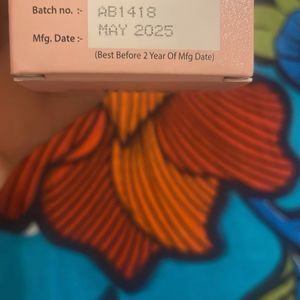 Batch no. :- AB1418
Mfg. Date :- MAY 2025
(Best Before 2 Year Of Mfg Date)